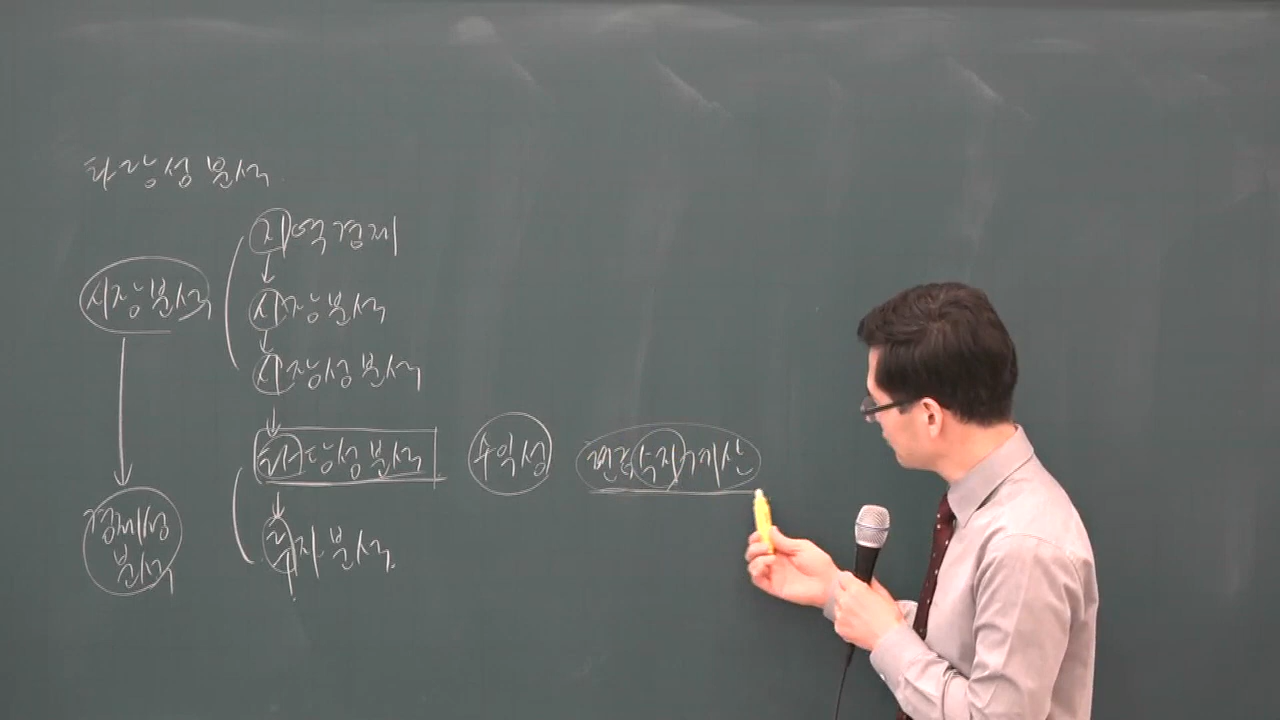 타당성 분석
지역경제
시장분석
시장분석
시장성 분석
타당성 분석
수익성
현금수지계산
경제성
분석
투자분석